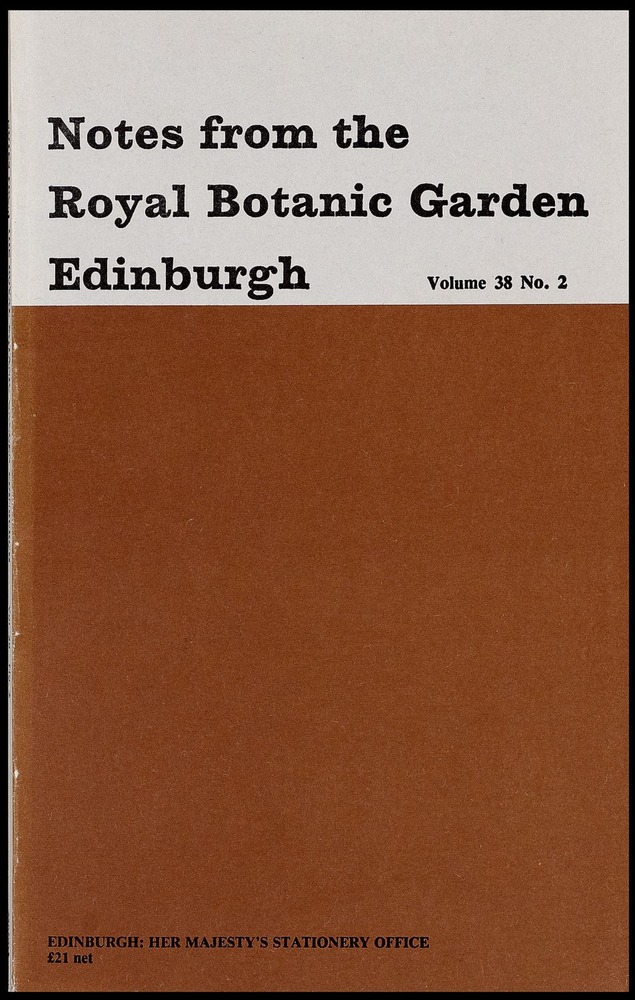 Notes from the
Royal Botanic Garden
Edinburgh
Volume 38 No. 2
EDINBURGH: HER MAJESTY'S STATIONERY OFFICE
£21 net